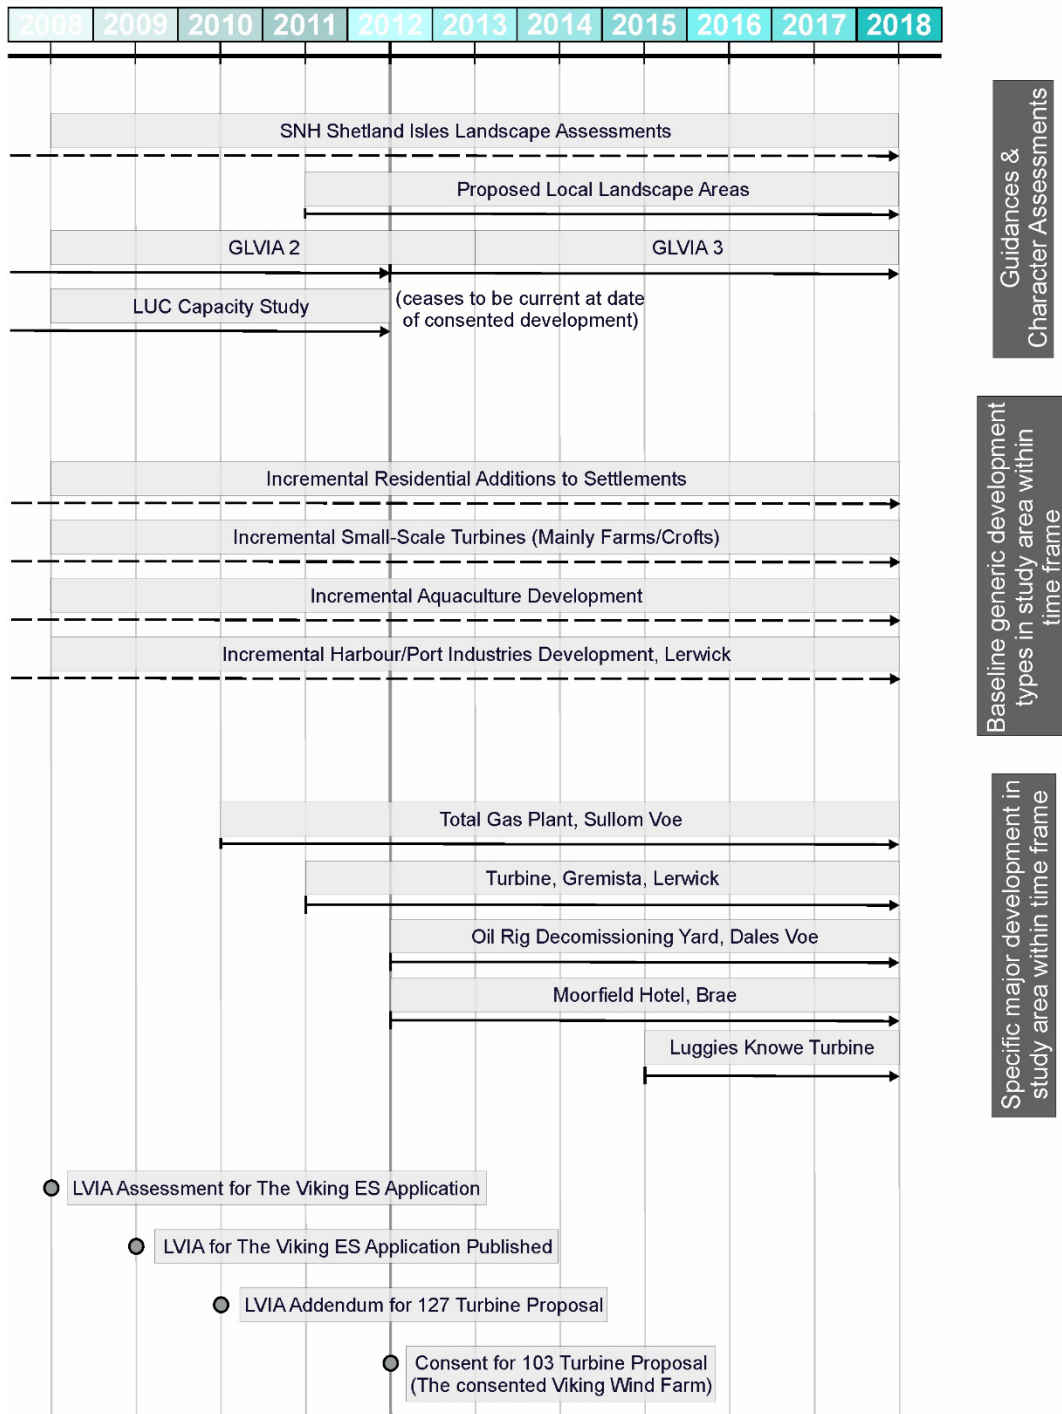 2008 2009 2010 2011 2012 2013 2014 2015 2016 2017 2018
SNH Shetland Isles Landscape Assessments
Proposed Local Landscape Areas
GLVIA 2
GLVIA 3
LUC Capacity Study
(ceases to be current at date
of consented development)
Guidances &
Character Assessments
Incremental Residential Additions to Settlements
Incremental Small-Scale Turbines (Mainly Farms/Crofts)
Incremental Aquaculture Development
Incremental Harbour/Port Industries Development, Lerwick
Baseline generic development
types in study area within
time frame
Total Gas Plant, Sullom Voe
Turbine, Gremista, Lerwick
Oil Rig Decomissioning Yard, Dales Voe
Moorfield Hotel, Brae
Luggies Knowe Turbine
Specific major development in
study area within time frame
LVIA Assessment for The Viking ES Application
LVIA for The Viking ES Application Published
LVIA Addendum for 127 Turbine Proposal
Consent for 103 Turbine Proposal
(The consented Viking Wind Farm)